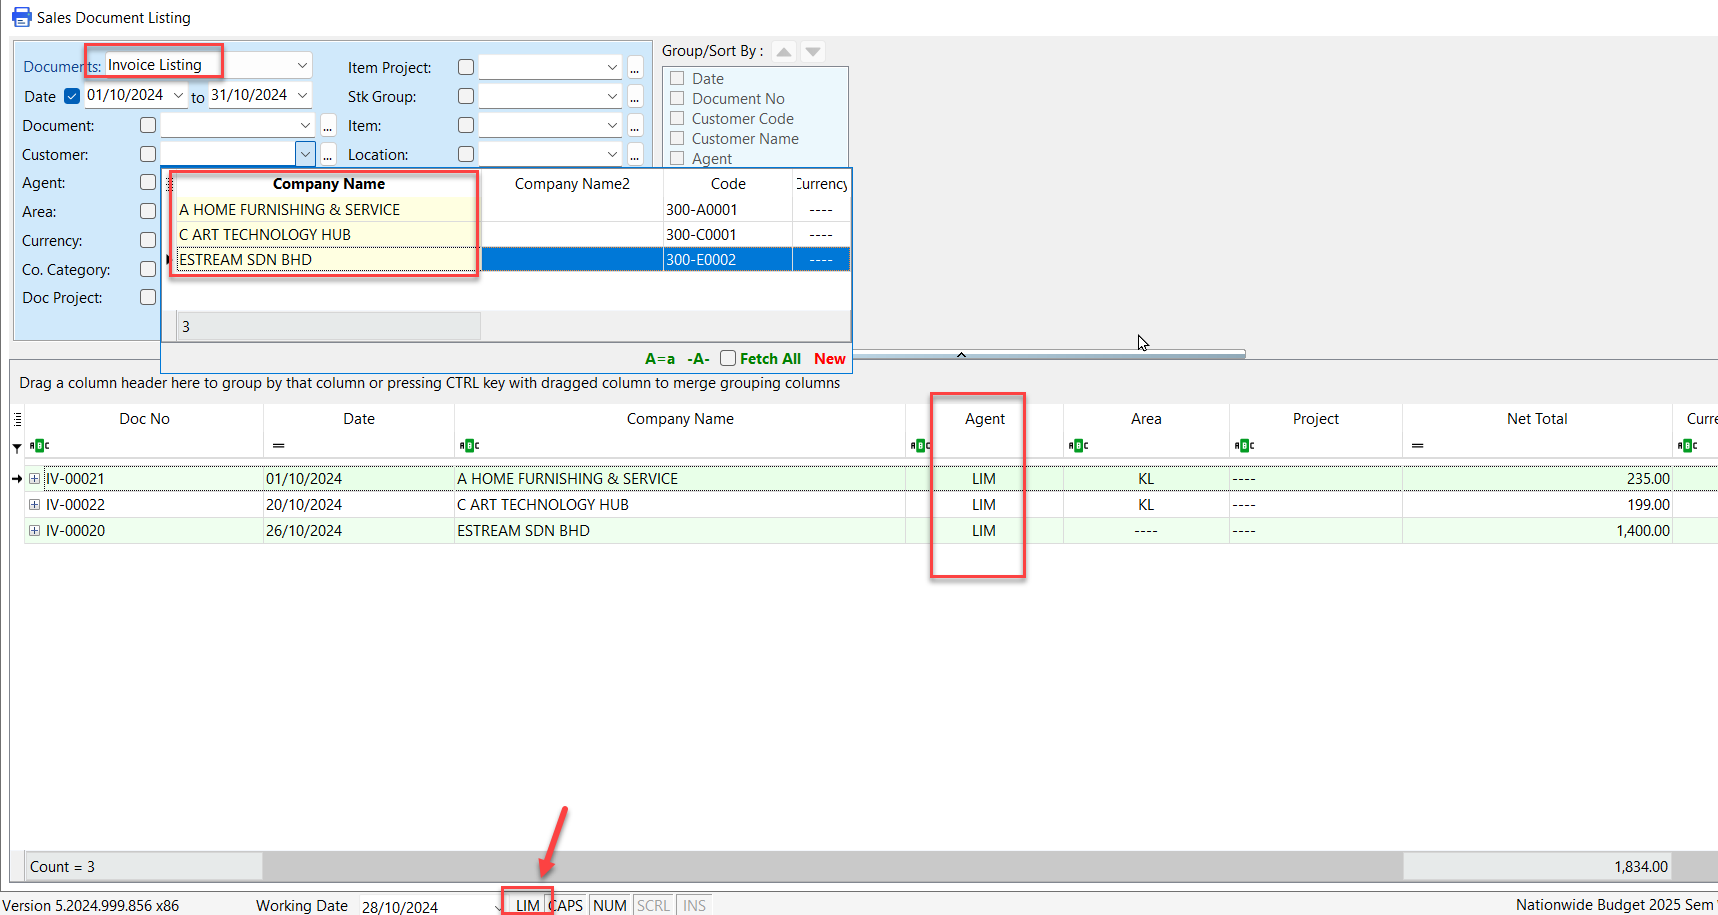 Sales Document Listing
Documents: Invoice Listing
Date 01/10/2024 to 31/10/2024
Document: ...
Customer: ...
Agent:
Area:
Currency:
Co. Category:
Doc Project:
Item Project: ...
Stk Group: ...
Item: ...
Location: ...
Group/Sort By :
Date
Document No
Customer Code
Customer Name
Agent
Company Name Company Name2 Code Currency
A HOME FURNISHING & SERVICE 300-A0001 ----
C ART TECHNOLOGY HUB 300-C0001 ----
ESTREAM SDN BHD 300-E0002 ----
3
A=a -A- Fetch All New
Drag a column header here to group by that column or pressing CTRL key with dragged column to merge grouping columns
Doc No Date Company Name Agent Area Project Net Total Curre
ABC = ABC ABC ABC ABC = ABC
IV-00021 01/10/2024 A HOME FURNISHING & SERVICE LIM KL ---- 235.00
IV-00022 20/10/2024 C ART TECHNOLOGY HUB LIM KL ---- 199.00
IV-00020 26/10/2024 ESTREAM SDN BHD LIM ---- ---- 1,400.00
Count = 3 1,834.00
Version 5.2024.999.856 x86 Working Date 28/10/2024 LIM CAPS NUM SCRL INS Nationwide Budget 2025 Sem